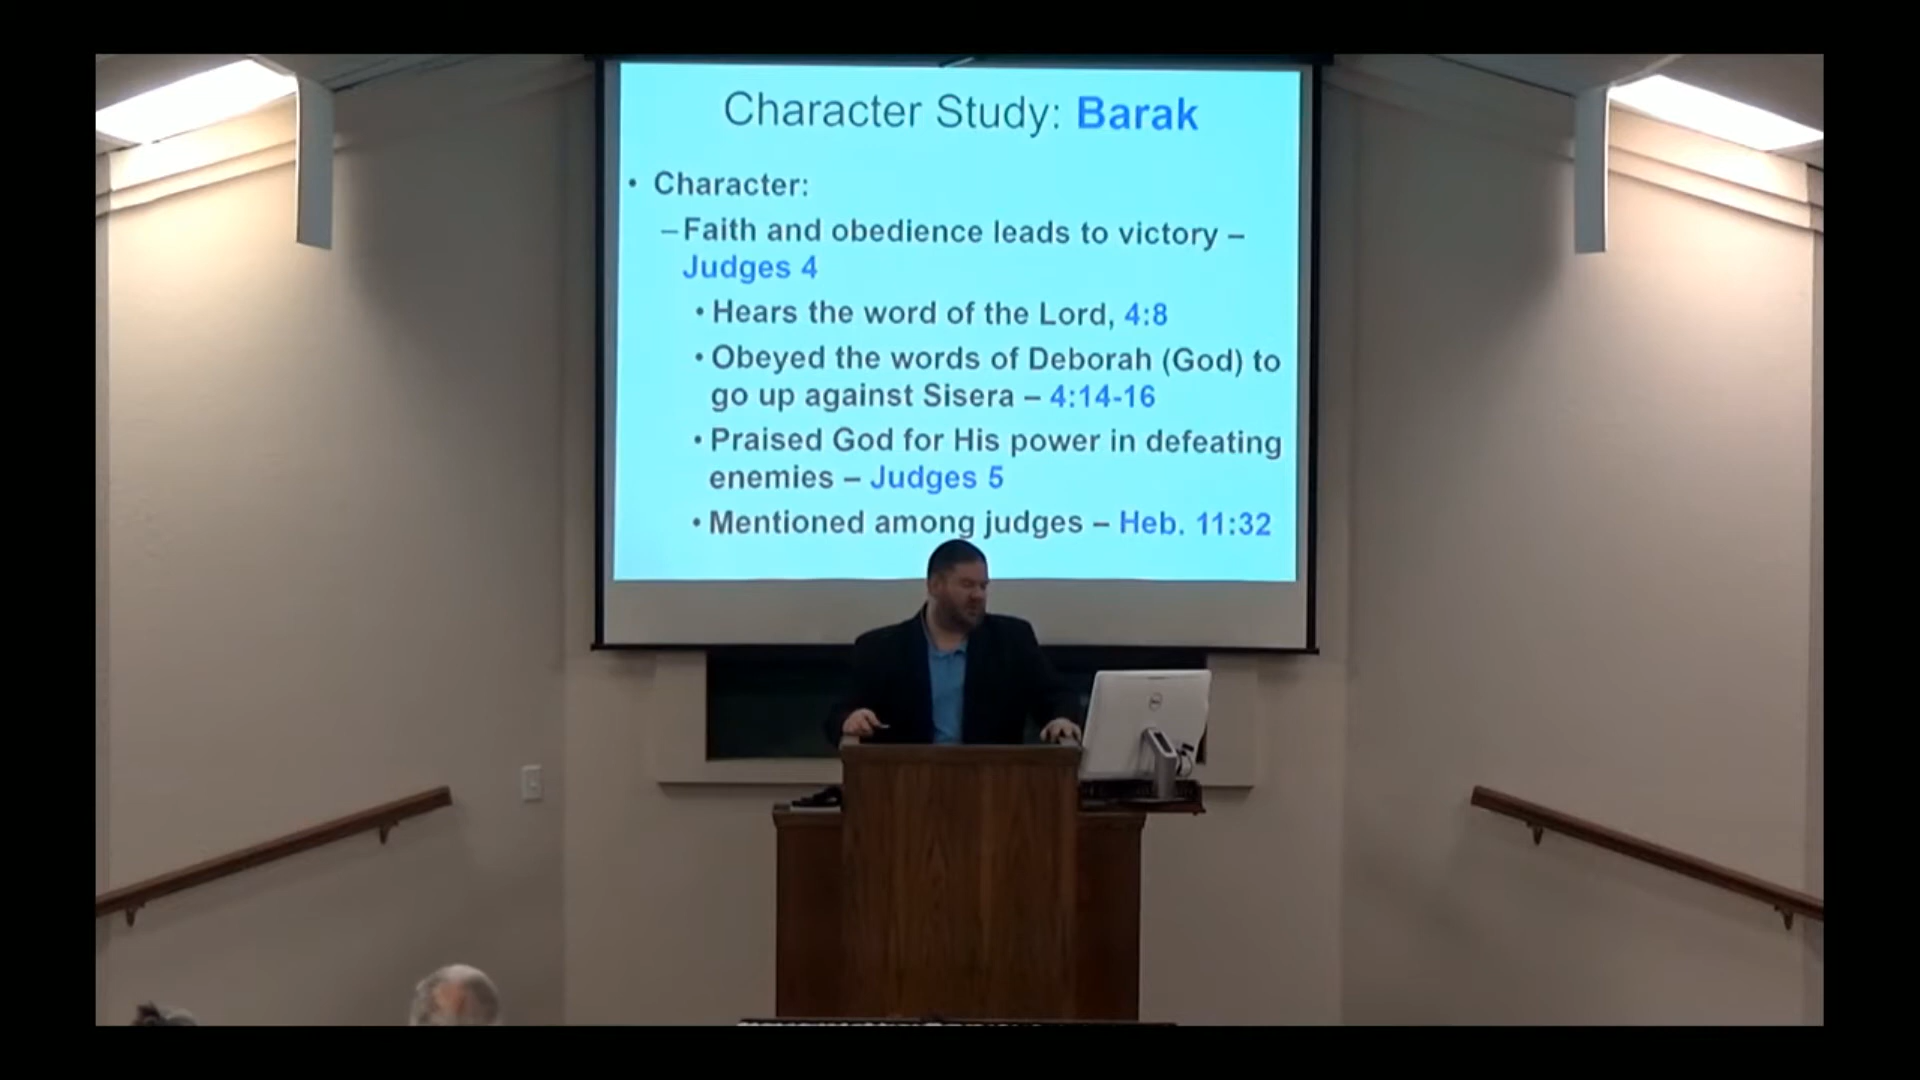 Character Study: Barak
• Character:
–Faith and obedience leads to victory –
Judges 4
• Hears the word of the Lord, 4:8
• Obeyed the words of Deborah (God) to
go up against Sisera – 4:14-16
• Praised God for His power in defeating
enemies – Judges 5
• Mentioned among judges – Heb. 11:32